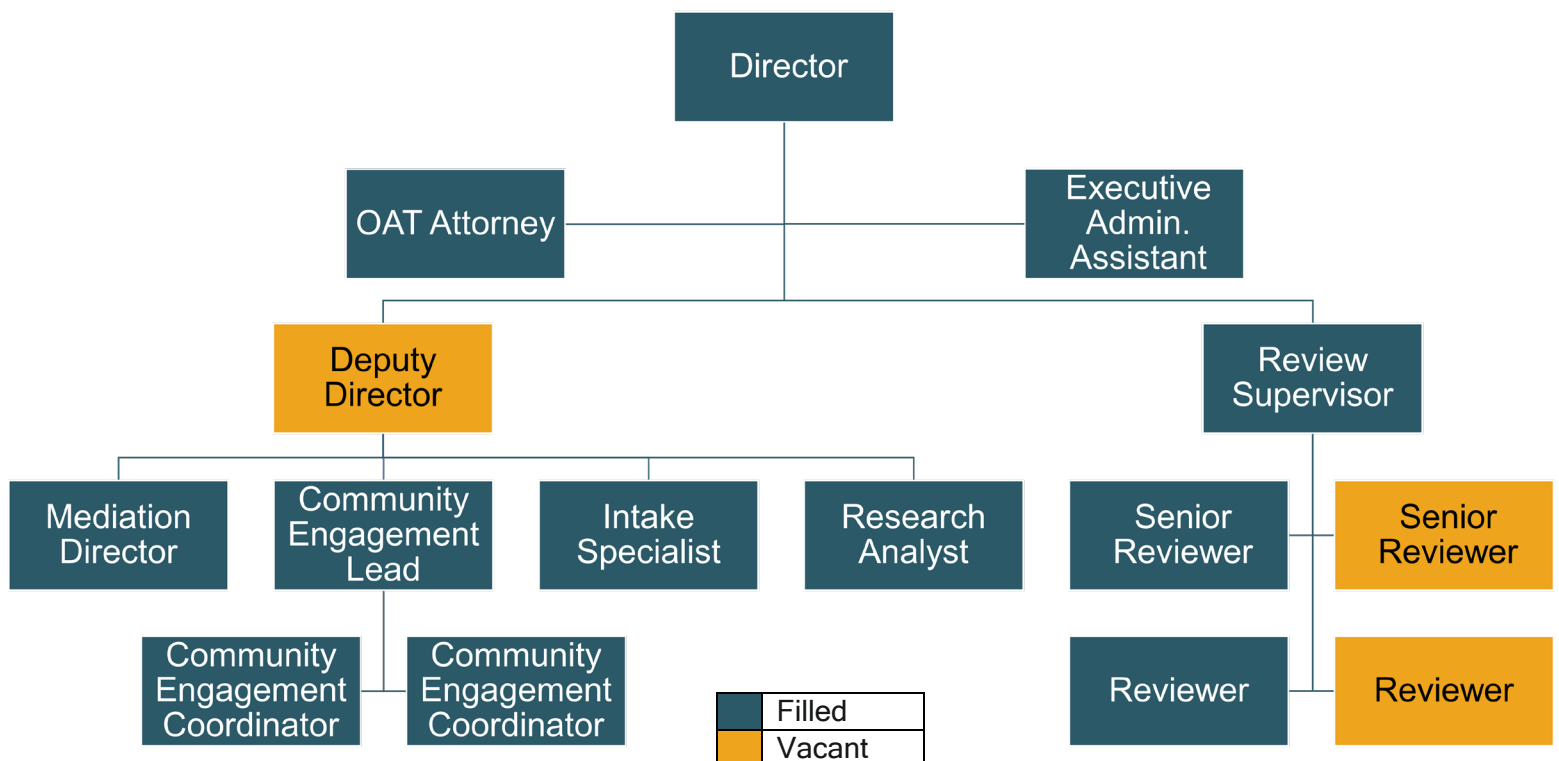 Director
OAT Attorney
Executive
Admin.
Assistant
Deputy
Director
Review
Supervisor
Mediation
Director
Community
Engagement
Lead
Intake
Specialist
Research
Analyst
Senior
Reviewer
Senior
Reviewer
Community
Engagement
Coordinator
Community
Engagement
Coordinator
Reviewer
Reviewer
Filled
Vacant